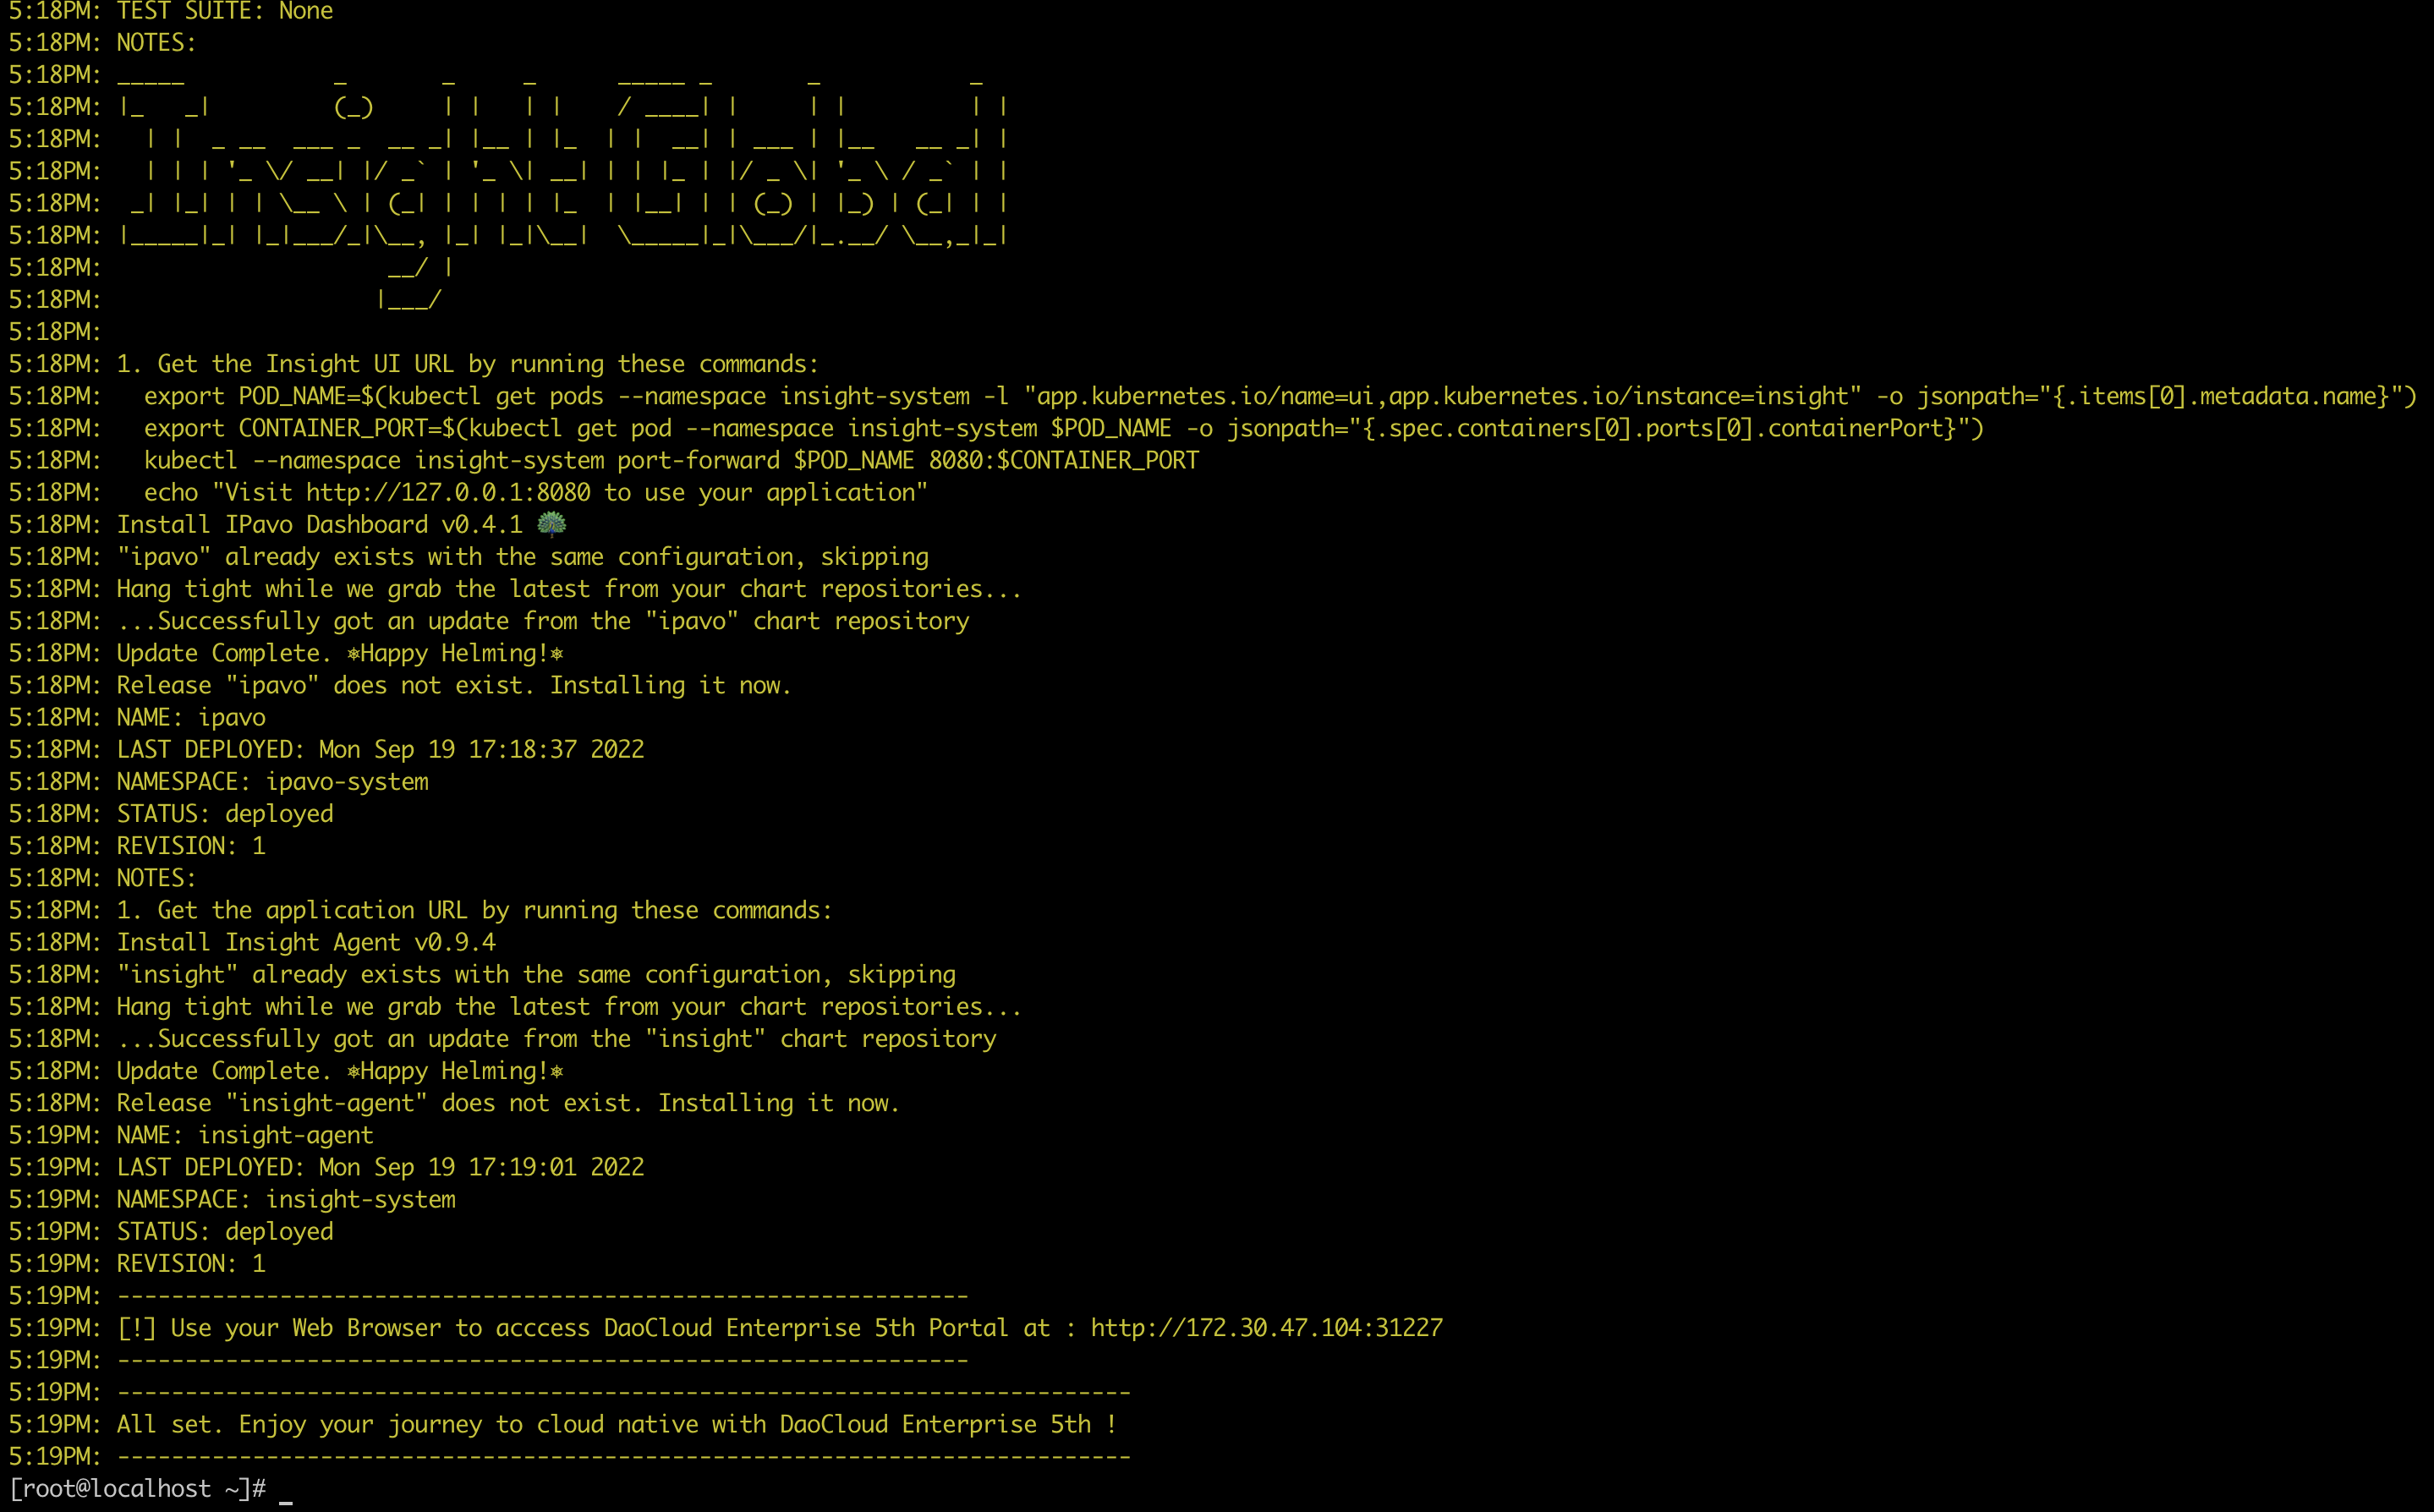 5:18PM: TEST SUITE: None
5:18PM: NOTES:
5:18PM: _____           _       _     _      _____ _       _           _
5:18PM: |_   _|         (_)     | |   | |    / ____| |     | |         | |
5:18PM:   | |  _ __  ___ _  __ _| |__ | |_  | |  __| | ___ | |__   __ _| |
5:18PM:   | | | '_ \/ __| |/ _` | '_ \| __| | | |_ | |/ _ \| '_ \ / _` | |
5:18PM:  _| |_| | | \__ \ | (_| | | | | |_  | |__| | | (_) | |_) | (_| | |
5:18PM: |_____|_| |_|___/_|\__, |_| |_|\__|  \_____|_|\___/|_.__/ \__,_|_|
5:18PM:                     __/ |
5:18PM:                    |___/
5:18PM:
5:18PM: 1. Get the Insight UI URL by running these commands:
5:18PM:   export POD_NAME=$(kubectl get pods --namespace insight-system -l "app.kubernetes.io/name=ui,app.kubernetes.io/instance=insight" -o jsonpath="{.items[0].metadata.name}")
5:18PM:   export CONTAINER_PORT=$(kubectl get pod --namespace insight-system $POD_NAME -o jsonpath="{.spec.containers[0].ports[0].containerPort}")
5:18PM:   kubectl --namespace insight-system port-forward $POD_NAME 8080:$CONTAINER_PORT
5:18PM:   echo "Visit http://127.0.0.1:8080 to use your application"
5:18PM: Install IPavo Dashboard v0.4.1 🦚
5:18PM: "ipavo" already exists with the same configuration, skipping
5:18PM: Hang tight while we grab the latest from your chart repositories...
5:18PM: ...Successfully got an update from the "ipavo" chart repository
5:18PM: Update Complete. ⎈Happy Helming!⎈
5:18PM: Release "ipavo" does not exist. Installing it now.
5:18PM: NAME: ipavo
5:18PM: LAST DEPLOYED: Mon Sep 19 17:18:37 2022
5:18PM: NAMESPACE: ipavo-system
5:18PM: STATUS: deployed
5:18PM: REVISION: 1
5:18PM: NOTES:
5:18PM: 1. Get the application URL by running these commands:
5:18PM: Install Insight Agent v0.9.4
5:18PM: "insight" already exists with the same configuration, skipping
5:18PM: Hang tight while we grab the latest from your chart repositories...
5:18PM: ...Successfully got an update from the "insight" chart repository
5:18PM: Update Complete. ⎈Happy Helming!⎈
5:18PM: Release "insight-agent" does not exist. Installing it now.
5:19PM: NAME: insight-agent
5:19PM: LAST DEPLOYED: Mon Sep 19 17:19:01 2022
5:19PM: NAMESPACE: insight-system
5:19PM: STATUS: deployed
5:19PM: REVISION: 1
5:19PM: ---------------------------------------------------------------
5:19PM: [!] Use your Web Browser to acccess DaoCloud Enterprise 5th Portal at : http://172.30.47.104:31227
5:19PM: ---------------------------------------------------------------
5:19PM: ---------------------------------------------------------------------------
5:19PM: All set. Enjoy your journey to cloud native with DaoCloud Enterprise 5th !
5:19PM: ---------------------------------------------------------------------------
[root@localhost ~]# _